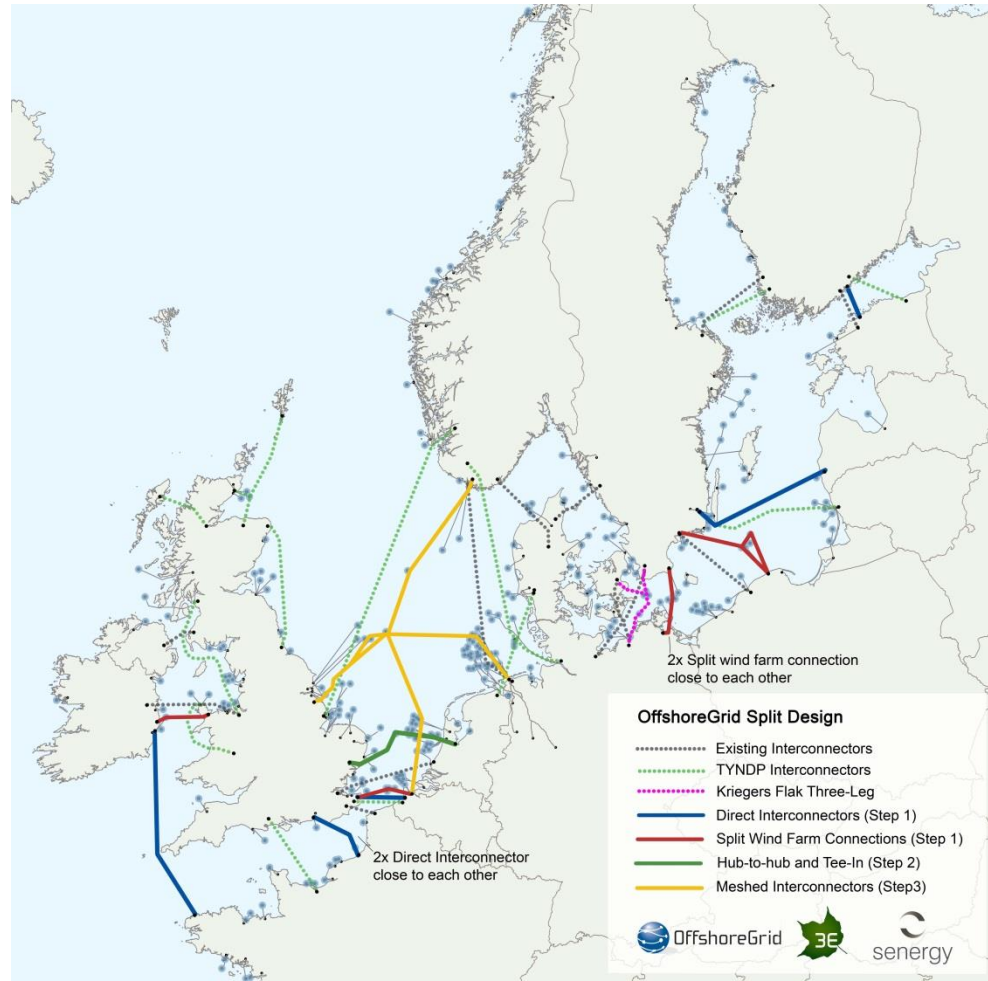 2x Split wind farm connection
close to each other
2x Direct Interconnector
close to each other
OffshoreGrid Split Design
Existing Interconnectors
TYNDP Interconnectors
Kriegers Flak Three-Leg
Direct Interconnectors (Step 1)
Split Wind Farm Connections (Step 1)
Hub-to-hub and Tee-In (Step 2)
Meshed Interconnectors (Step3)
OffshoreGrid
3E
senergy